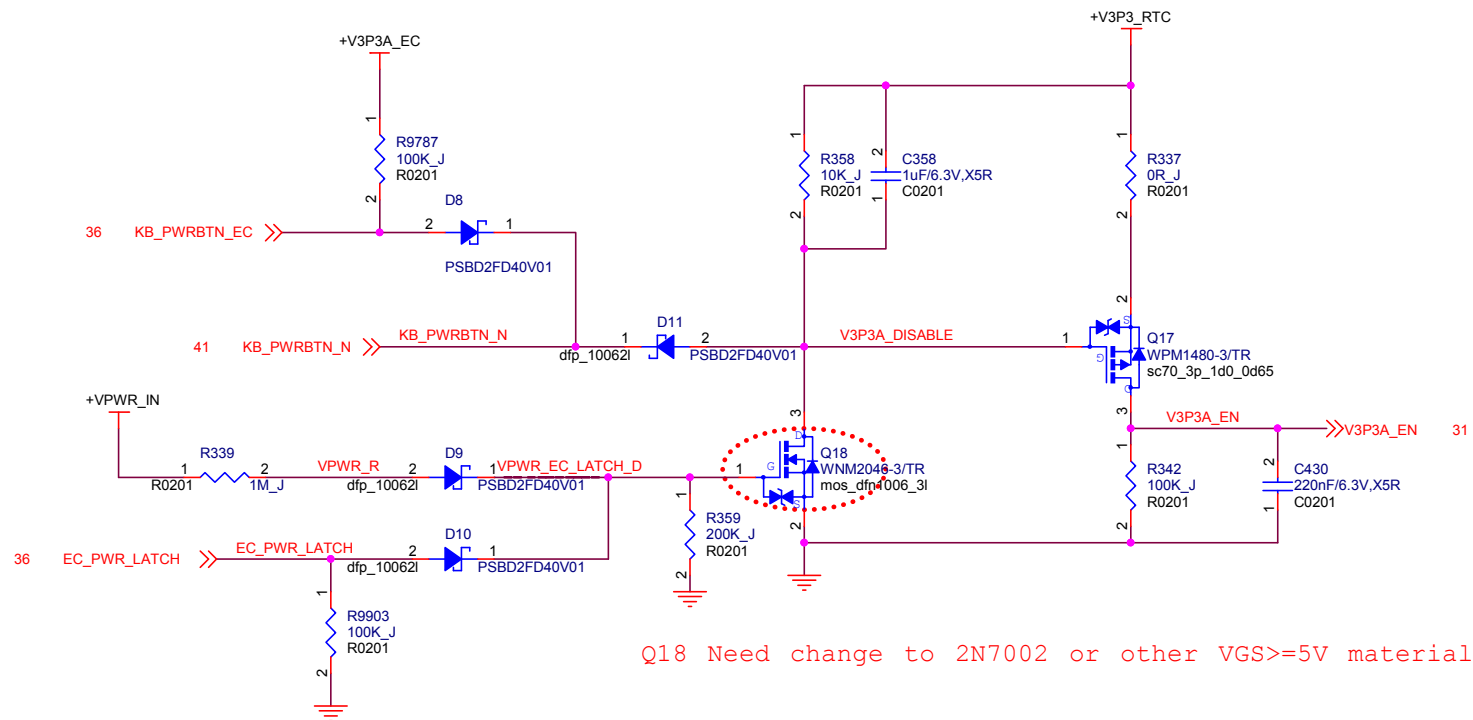 +V3P3_RTC
+V3P3A_EC
1
R9787
100K_J
R0201
2
1
R358
10K_J
R0201
2
2
C358
1uF/6.3V,X5R
C0201
1
1
R337
0R_J
R0201
2
36 KB_PWRBTN_EC
2
D8
1
PSBD2FD40V01
41 KB_PWRBTN_N
KB_PWRBTN_N
1
D11
2
dfp_10062l
PSBD2FD40V01
V3P3A_DISABLE
1
2
S
G
D
Q17
WPM1480-3/TR
sc70_3p_1d0_0d65
3
V3P3A_EN
V3P3A_EN 31
+VPWR_IN
R339
1
2
R0201
1M_J
VPWR_R
2
D9
1
dfp_10062l
PSBD2FD40V01
VPWR_EC_LATCH_D
1
3
D
G
S
Q18
WNM2046-3/TR
mos_dfn1006_3l
2
1
R359
200K_J
R0201
2
1
R342
100K_J
R0201
2
2
C430
220nF/6.3V,X5R
C0201
1
36 EC_PWR_LATCH
EC_PWR_LATCH
2
D10
1
dfp_10062l
PSBD2FD40V01
1
R9903
100K_J
R0201
2
Q18 Need change to 2N7002 or other VGS>=5V material